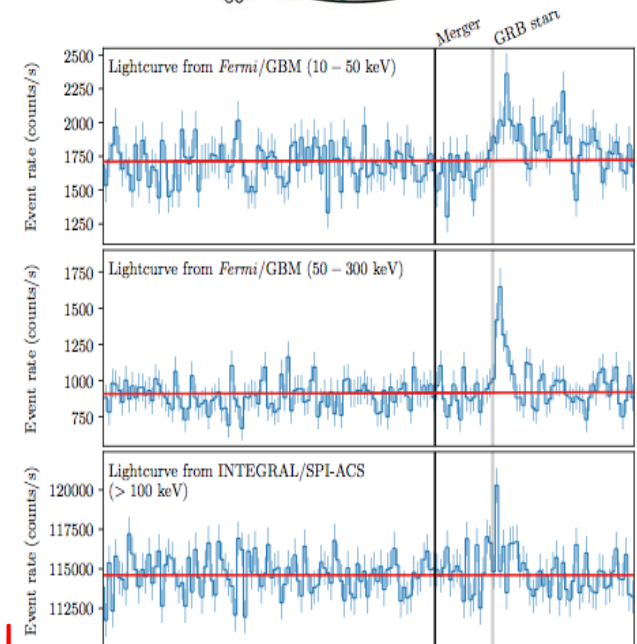 Merger
GRB start
Lightcurve from Fermi/GBM (10 − 50 keV)
Event rate (counts/s)
2500
2250
2000
1750
1500
1250
Lightcurve from Fermi/GBM (50 − 300 keV)
Event rate (counts/s)
1750
1500
1250
1000
750
Lightcurve from INTEGRAL/SPI-ACS
(> 100 keV)
Event rate (counts/s)
120000
117500
115000
112500